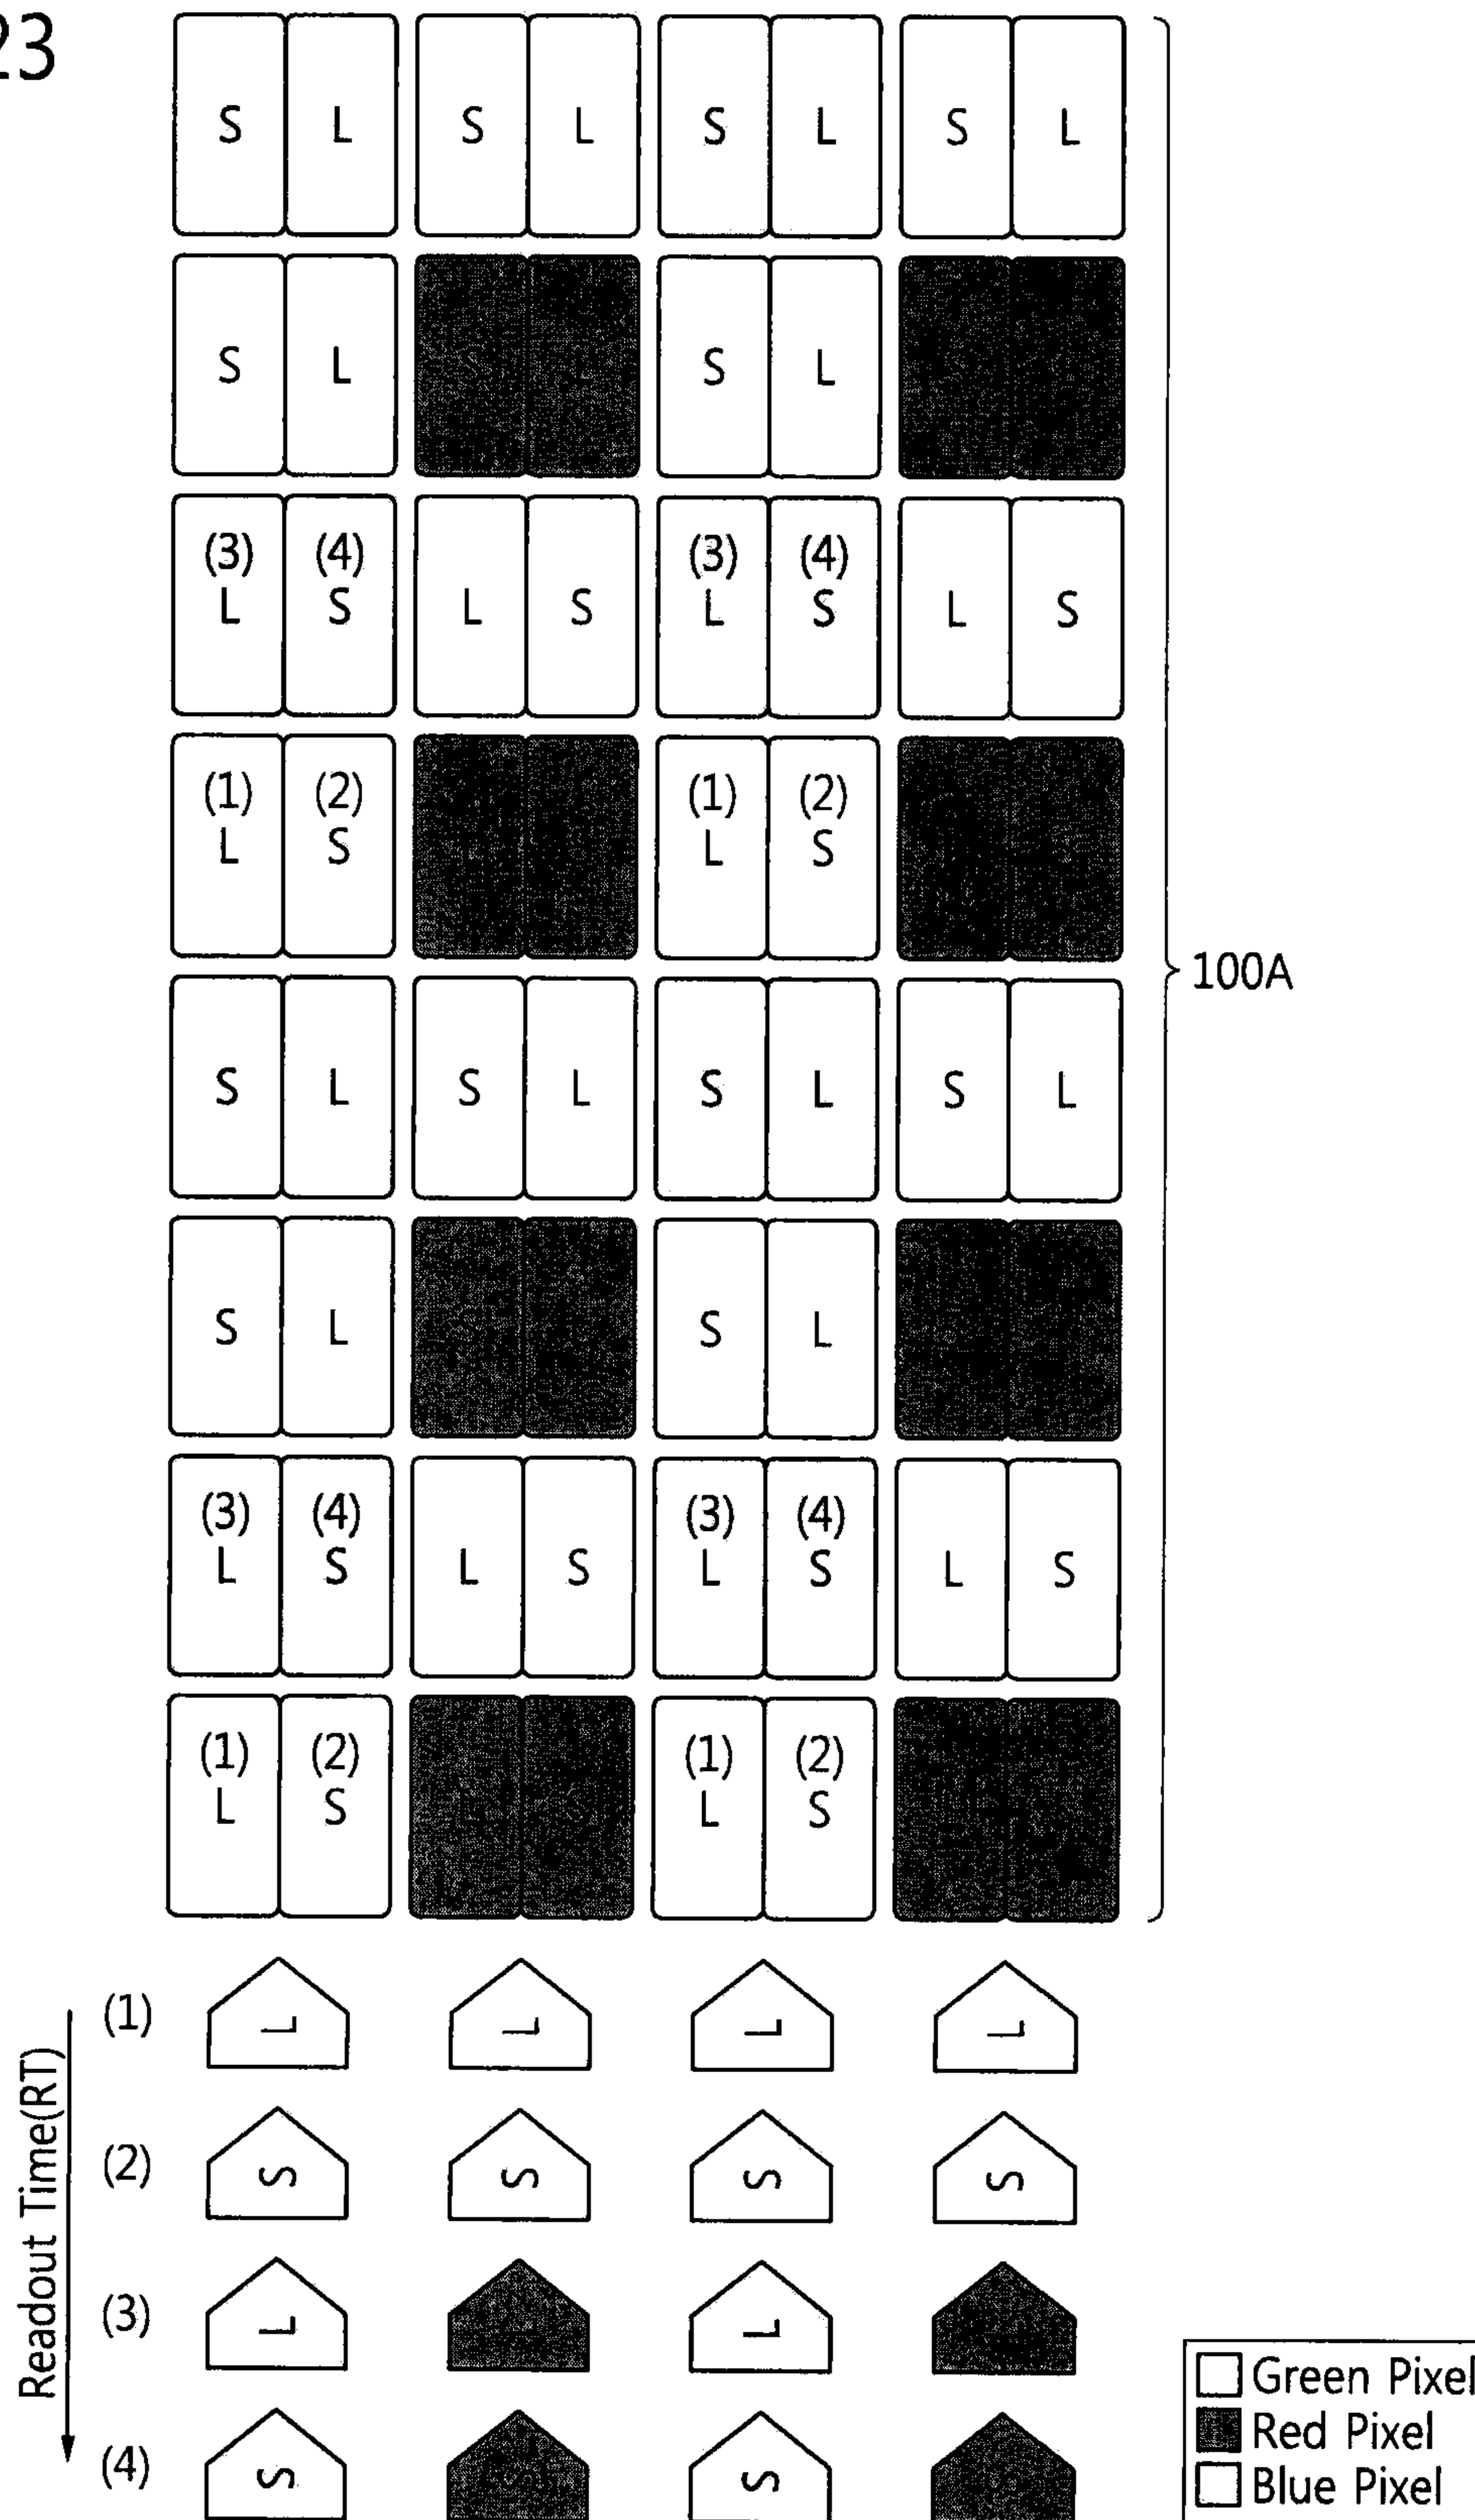 23
S L S L S L S L
S L S L
(3) (4) (3) (4)
L S L S L S L S
(1) (2) (1) (2)
L S L S
100A
S L S L S L S L
S L S L
(3) (4) (3) (4)
L S L S L S L S
(1) (2) (1) (2)
L S L S
Readout Time(RT)
(1) L L L L
(2) S S S S
(3) L L
(4) S S
Green Pixel
Red Pixel
Blue Pixel